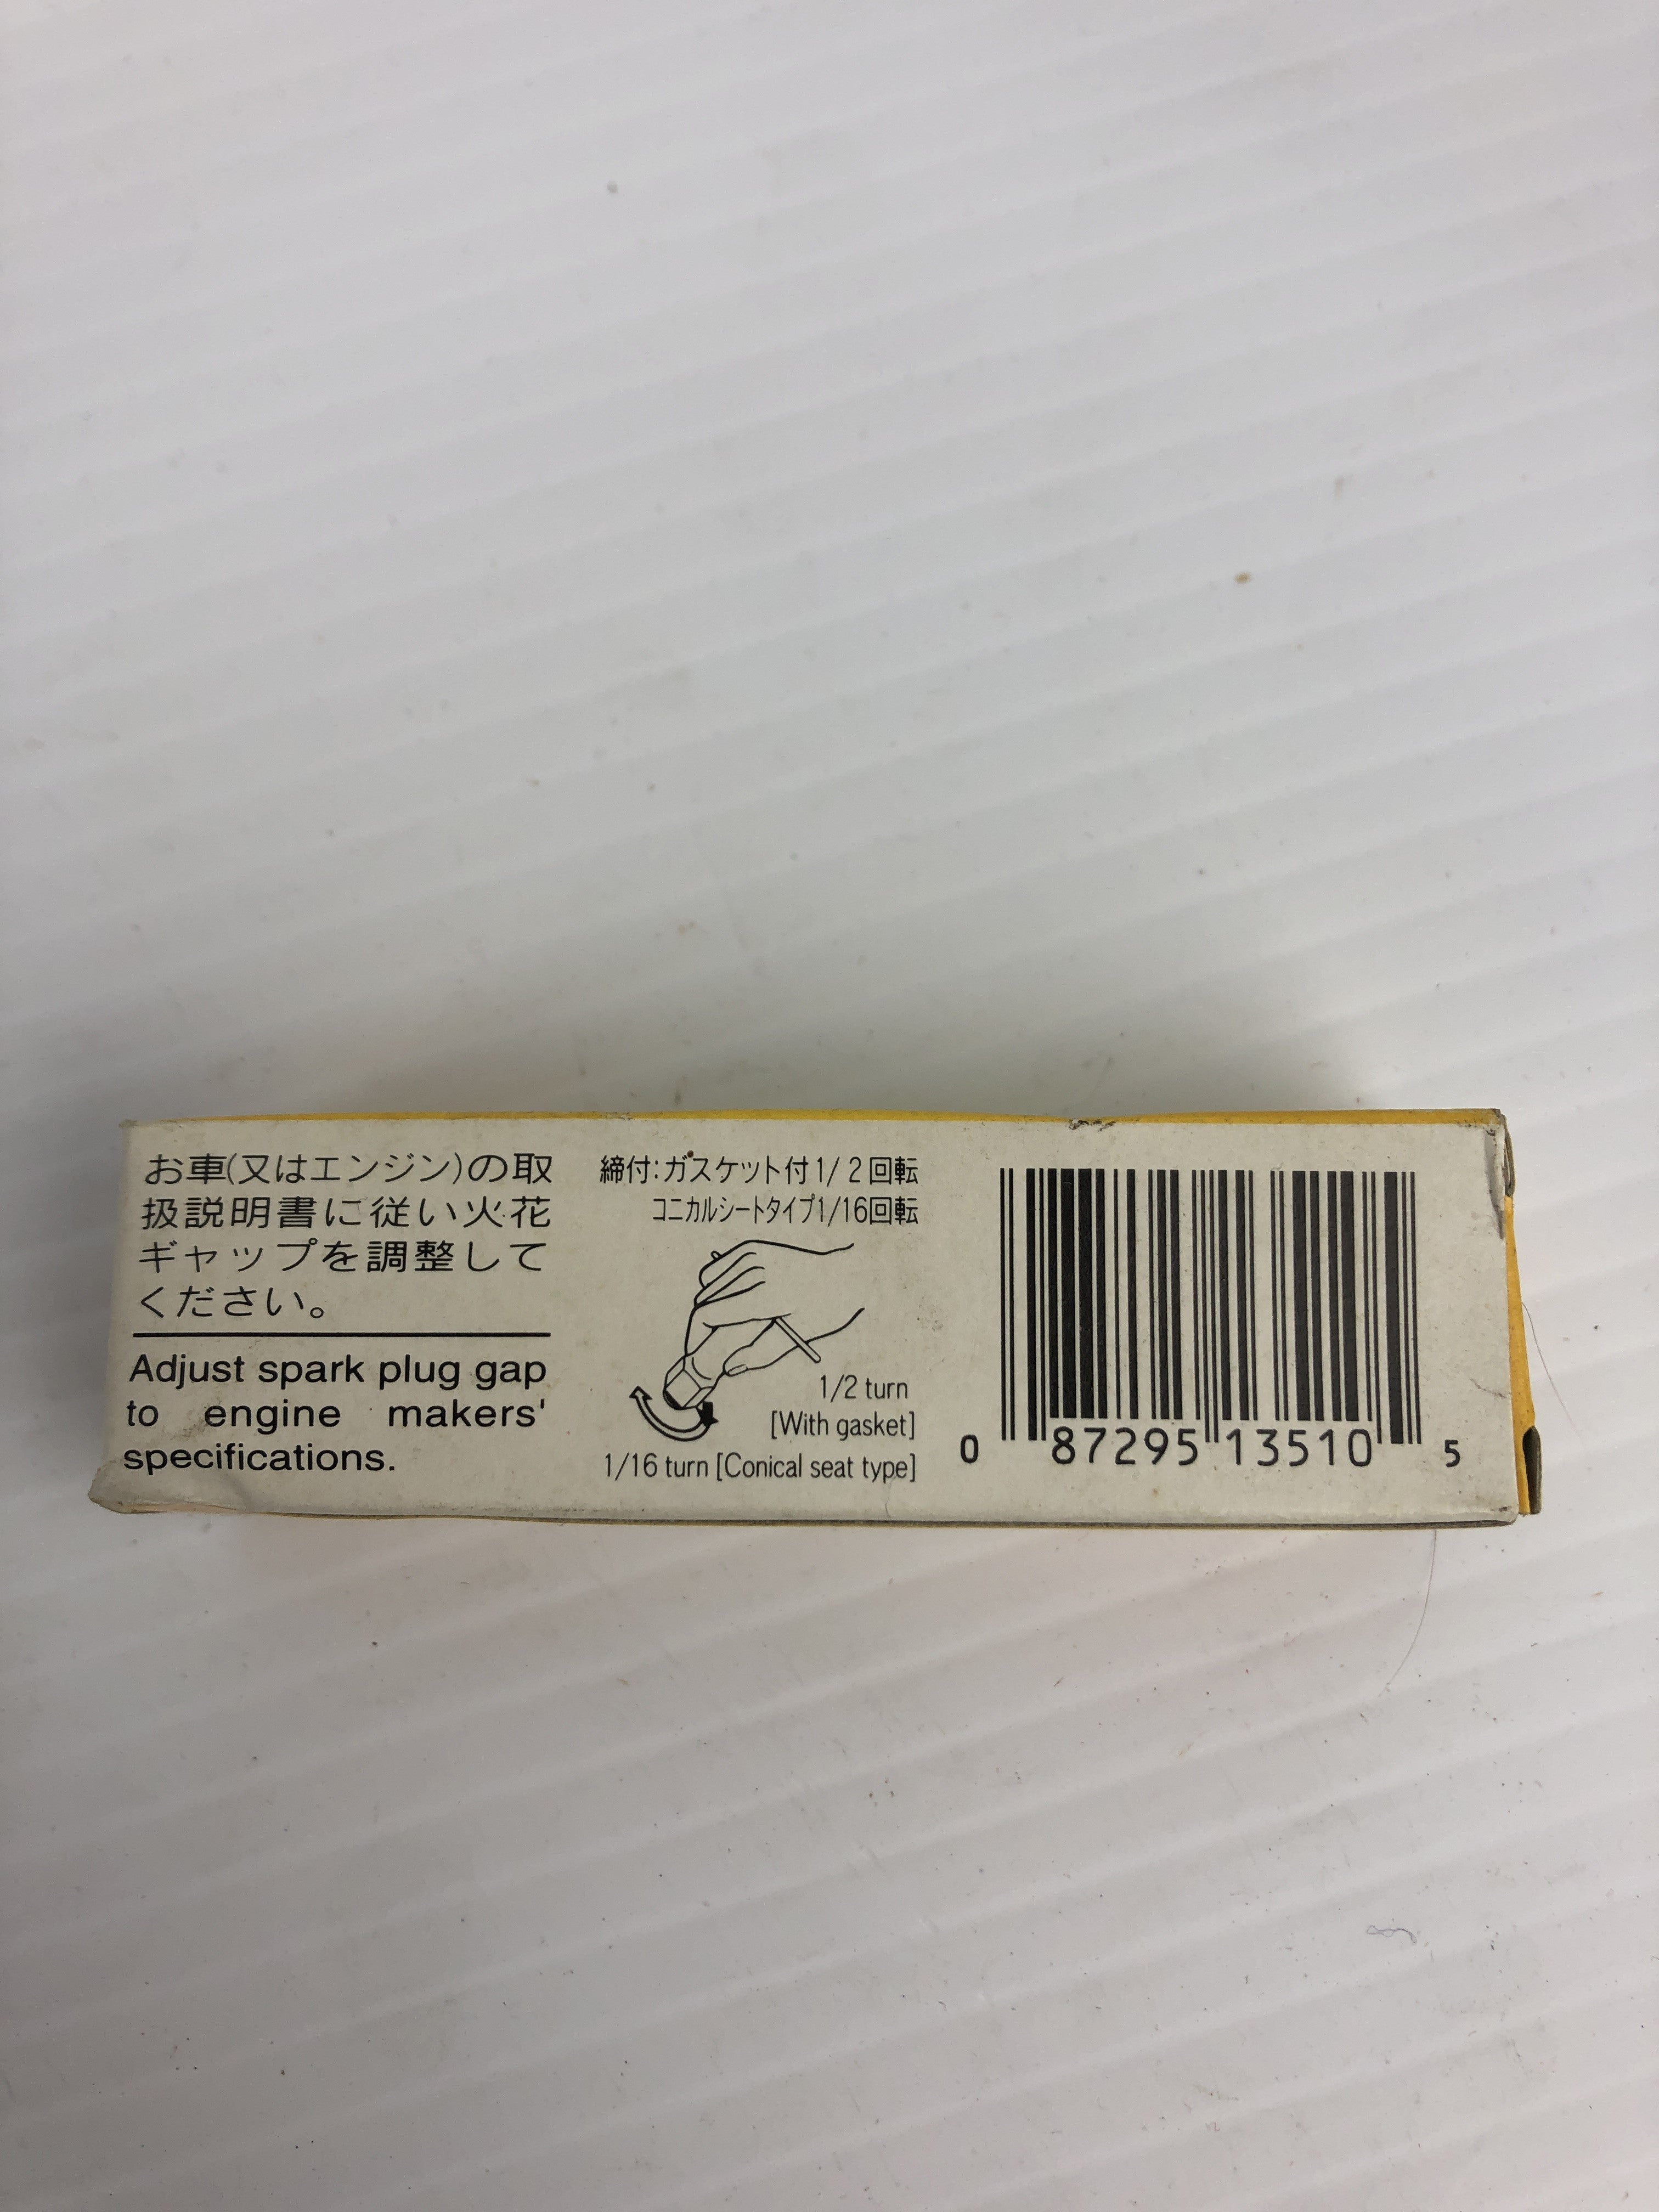 お車(又はエンジン)の取
扱説明書に従い火花
ギャップを調整して
ください。
Adjust spark plug gap
to engine makers'
specifications.
締付:ガスケット付1/2回転
コニカルシートタイプ1/16回転
1/2 turn
[With gasket]
1/16 turn [Conical seat type]
0 87295 13510 5